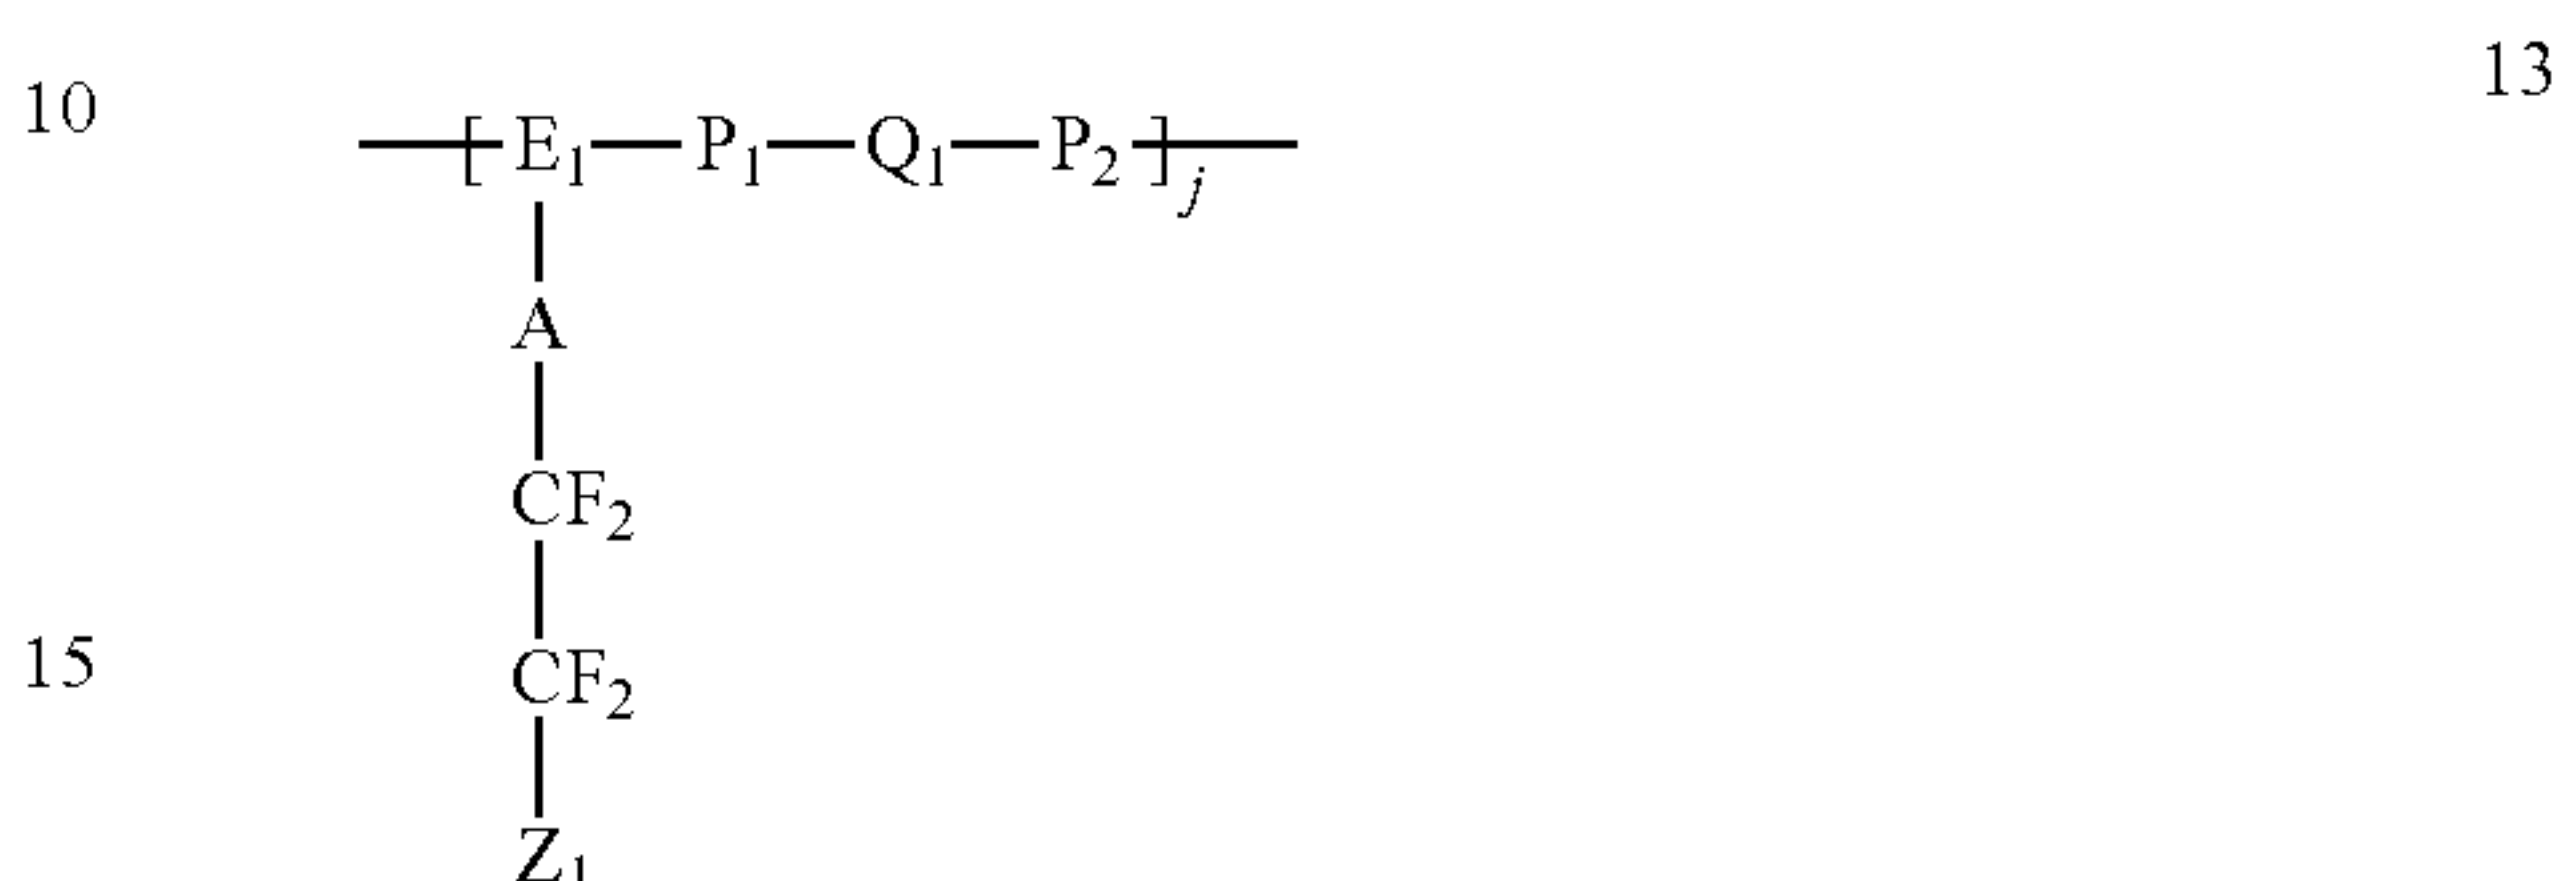 10 —[E₁—P₁—Q₁—P₂]ⱼ— 13
A
CF₂
15 CF₂
Z₁